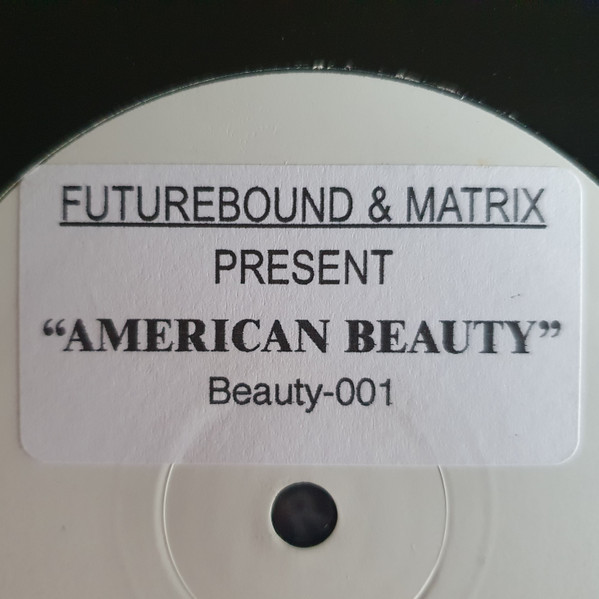 FUTUREBOUND & MATRIX
PRESENT
“AMERICAN BEAUTY”
Beauty-001